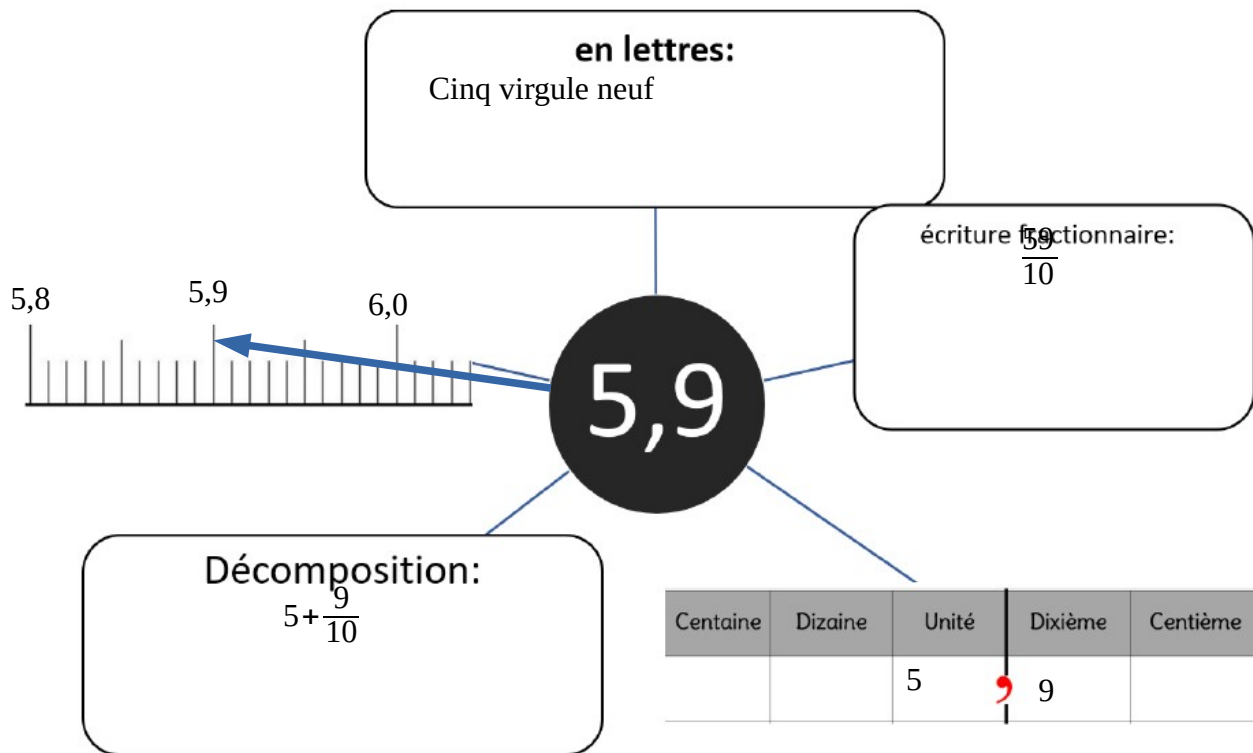 en lettres:
Cinq virgule neuf
écriture fractionnaire:
59
10
5,8
5,9
6,0
5,9
Décomposition:
5+
9
10
Centaine Dizaine Unité Dixième Centième
5 , 9